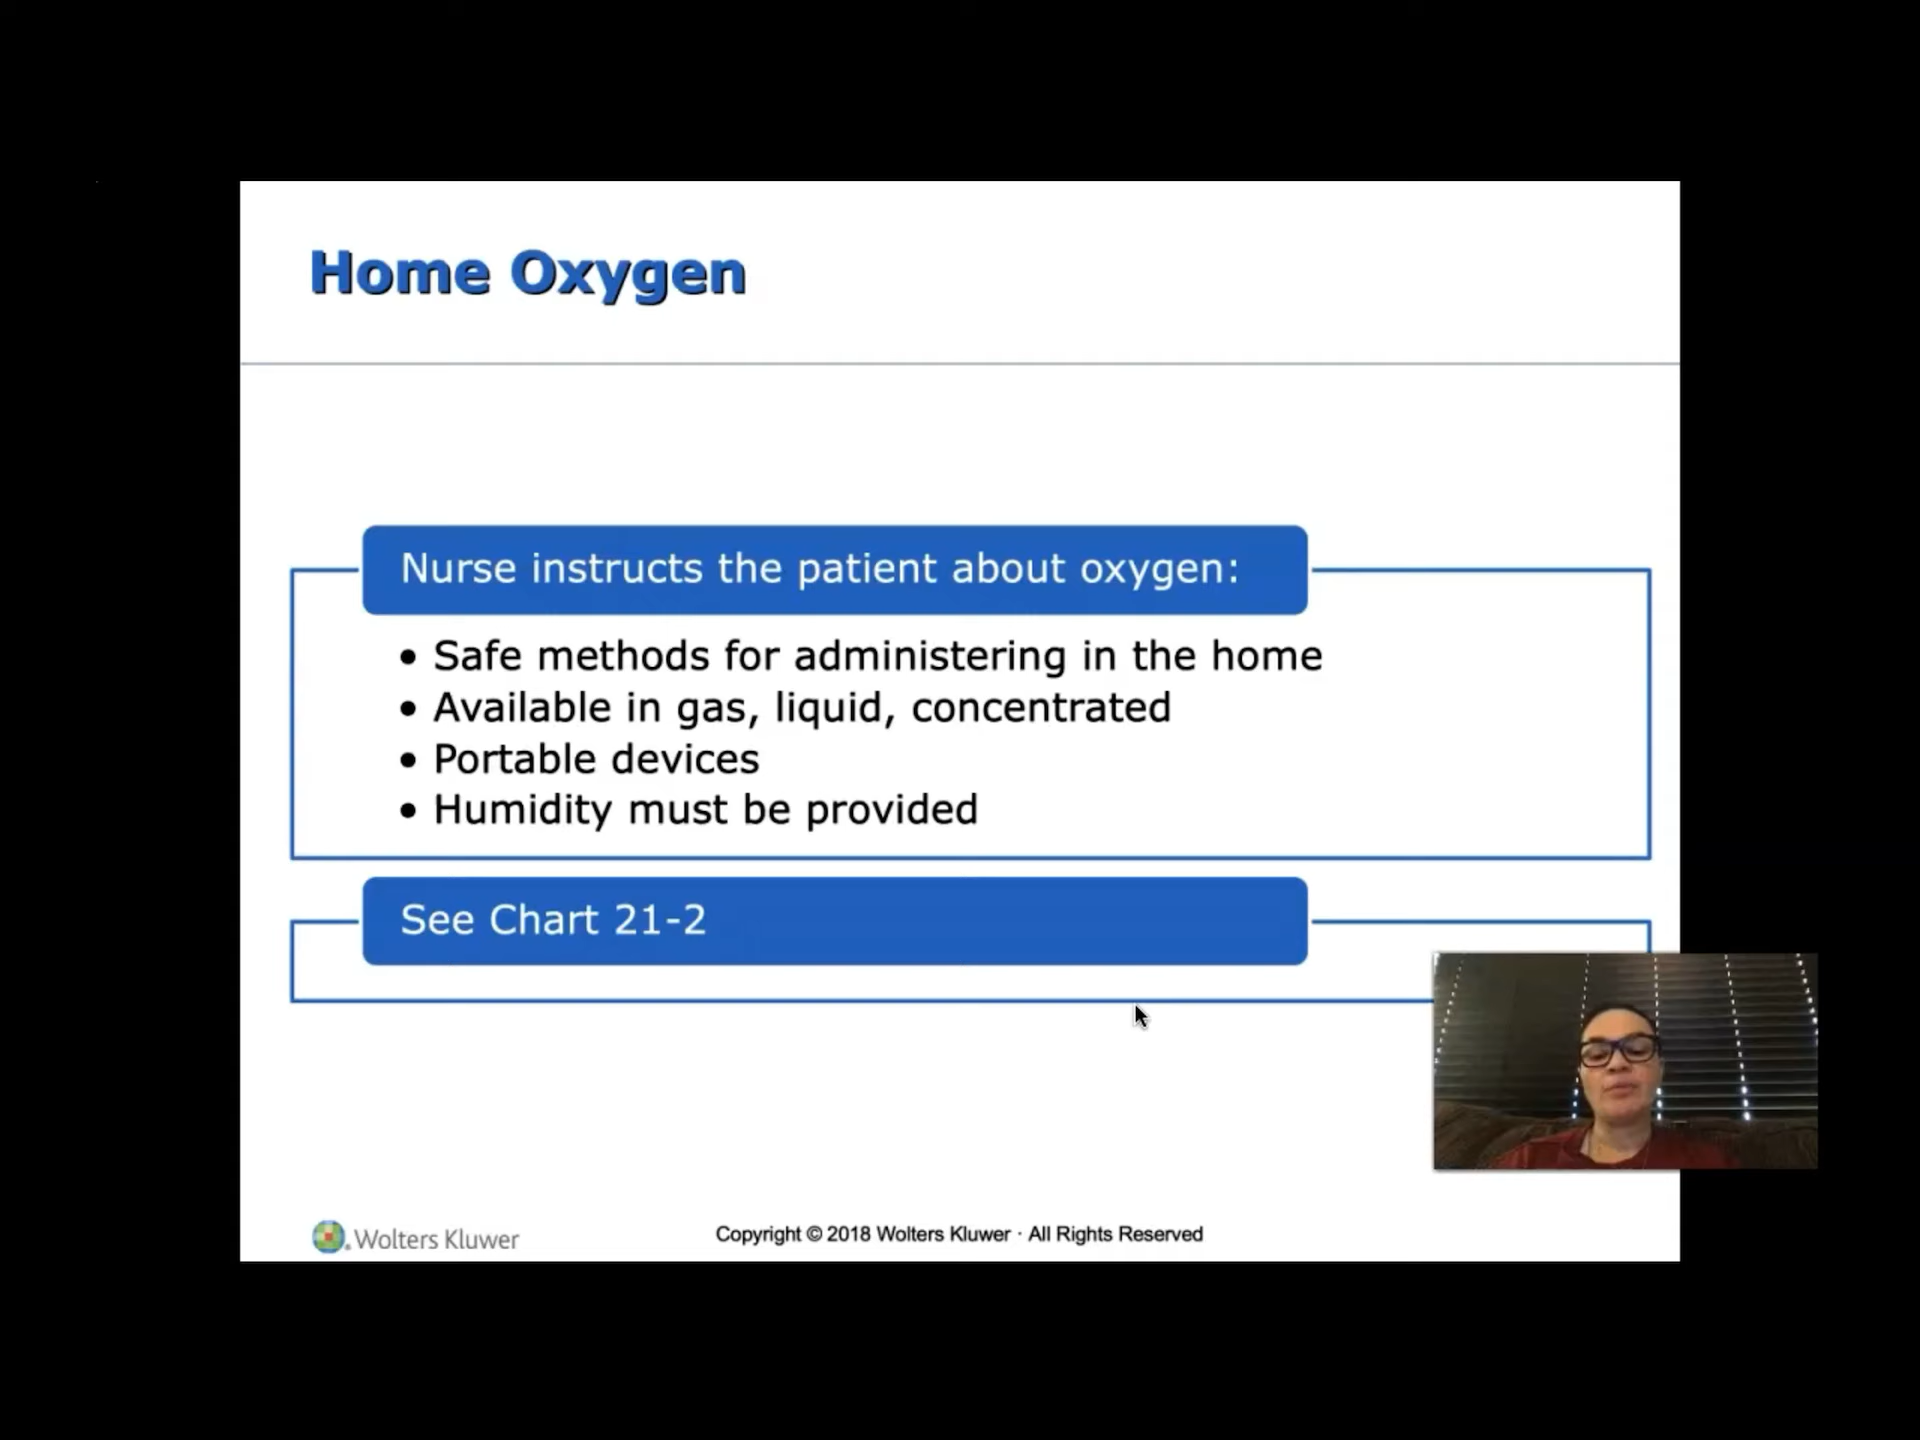 Home Oxygen
Nurse instructs the patient about oxygen:
• Safe methods for administering in the home
• Available in gas, liquid, concentrated
• Portable devices
• Humidity must be provided
See Chart 21-2
Wolters Kluwer
Copyright © 2018 Wolters Kluwer · All Rights Reserved